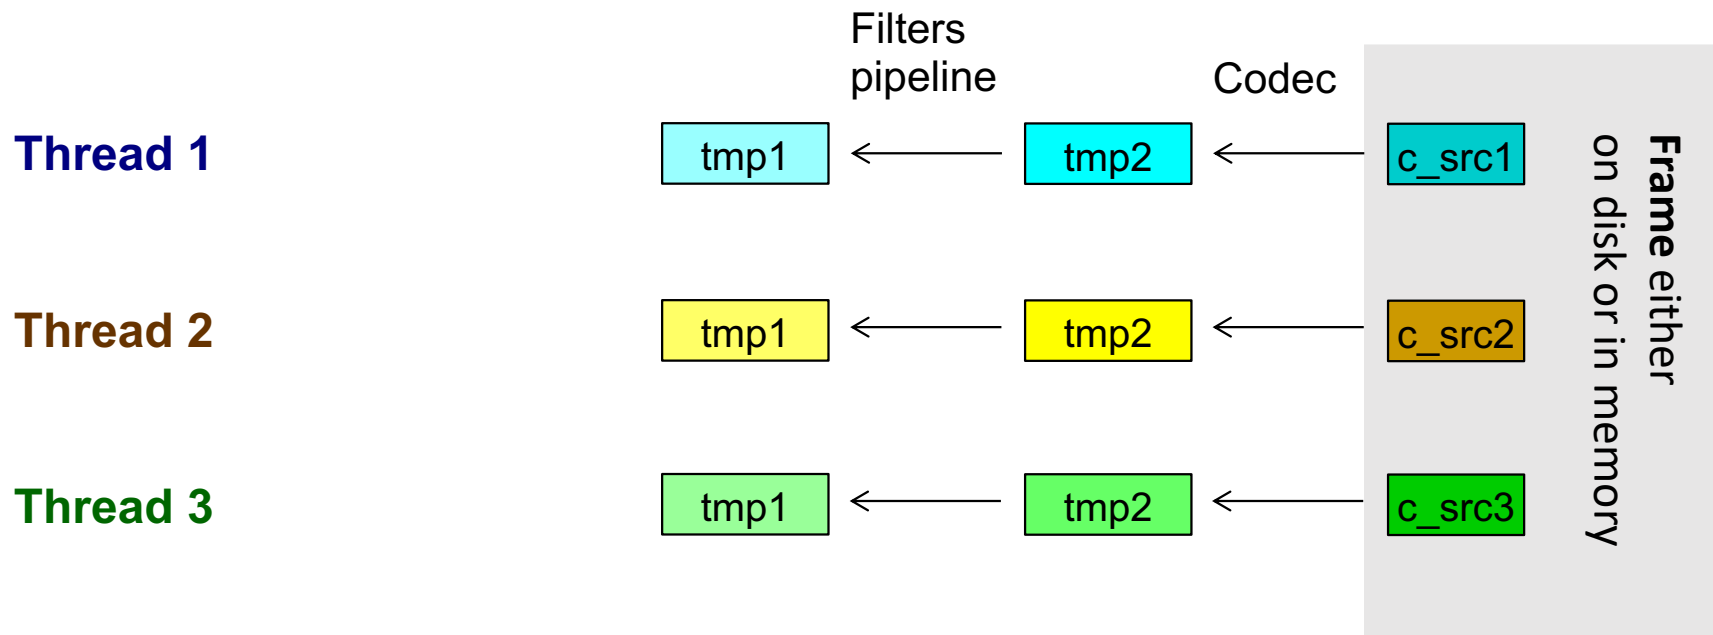 Filters
pipeline
Codec
Thread 1
tmp1
tmp2
c_src1
Thread 2
tmp1
tmp2
c_src2
Thread 3
tmp1
tmp2
c_src3
Frame either
on disk or in memory